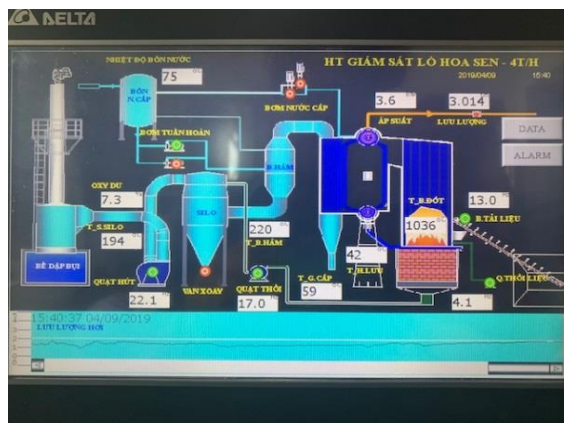 DELTA
NHIỆT ĐỘ BỒN NƯỚC
75
HT GIÁM SÁT LÒ HOA SEN - 4T/H
2019/04/09 15:40
BỒN
N.CẤP
BƠM NƯỚC CẤP
3.6
3.014
ÁP SUẤT
LƯU LƯỢNG
DATA
ALARM
BƠM TUẦN HOÀN
B.HÂM
OXY DƯ
7.3
SILO
T_B.ĐỐT
13.0
B.TẢI LIỆU
1036
T_S.SILO
194
220
T_B.HÂM
42
T_H.LƯU
BỂ DẬP BỤI
QUẠT HÚT
22.1
VAN XOAY
QUẠT THỔI
17.0
T_G.CẤP
59
4.1
Q.THỔI LIỆU
15:40:37 04/09/2019
LƯU LƯỢNG HƠI